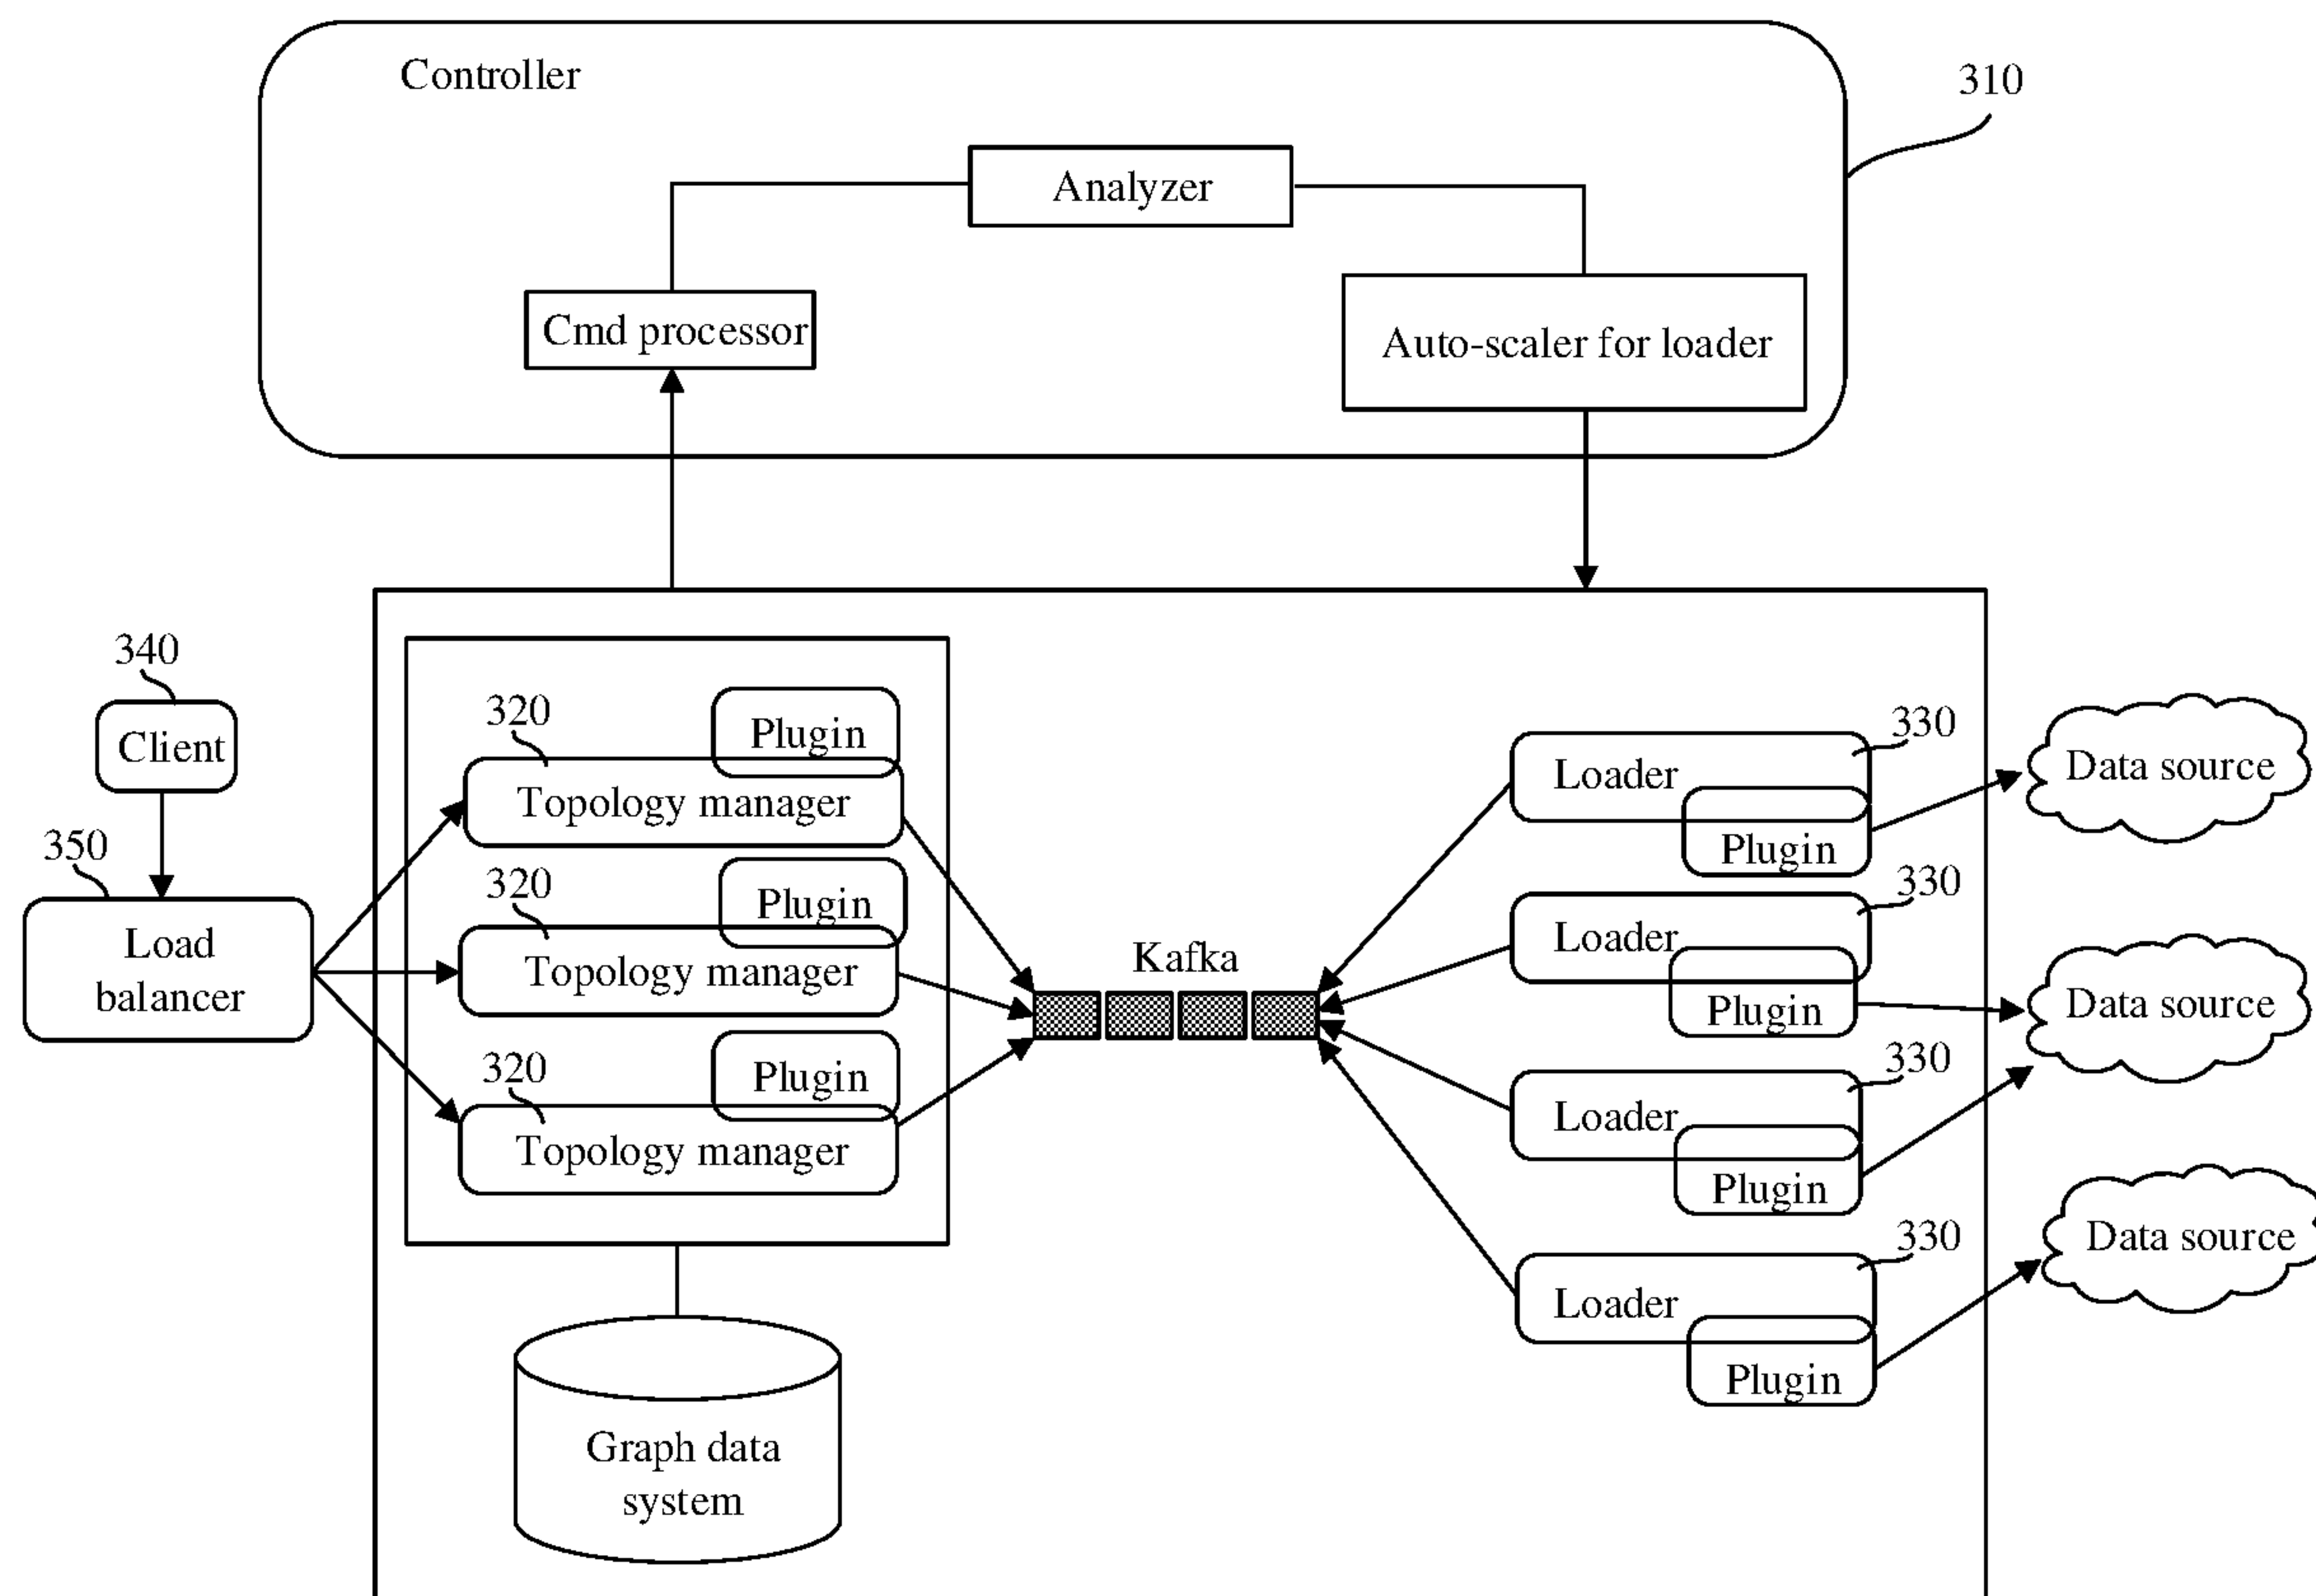 Controller
310
Analyzer
Cmd processor
Auto-scaler for loader
340
Client
350
Load
balancer
320
Plugin
Topology manager
320
Plugin
Topology manager
320
Plugin
Topology manager
Graph data
system
Kafka
330
Loader
Plugin
330
Loader
Plugin
330
Loader
Plugin
330
Loader
Plugin
Data source
Data source
Data source